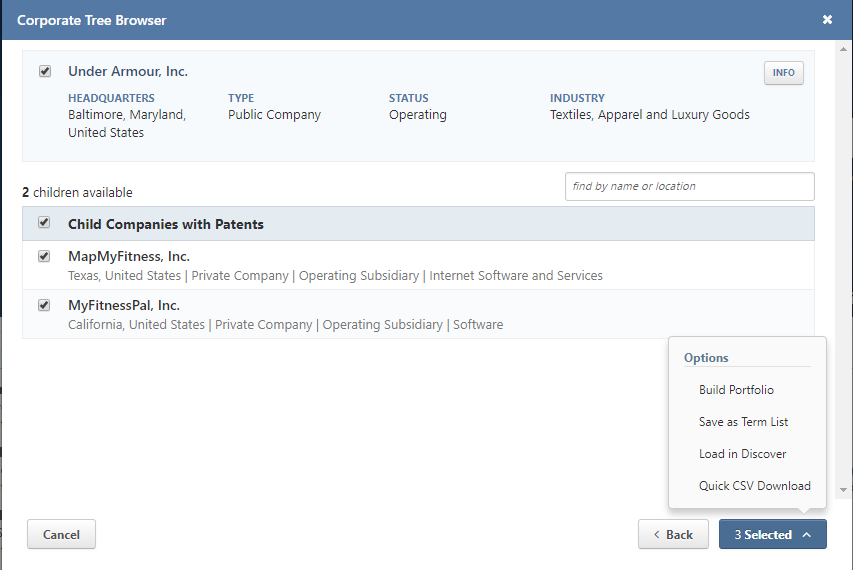 Corporate Tree Browser
Under Armour, Inc.
INFO
HEADQUARTERS TYPE STATUS INDUSTRY
Baltimore, Maryland, Public Company Operating Textiles, Apparel and Luxury Goods
United States
2 children available
find by name or location
Child Companies with Patents
MapMyFitness, Inc.
Texas, United States | Private Company | Operating Subsidiary | Internet Software and Services
MyFitnessPal, Inc.
California, United States | Private Company | Operating Subsidiary | Software
Options
Build Portfolio
Save as Term List
Load in Discover
Quick CSV Download
Cancel
Back
3 Selected